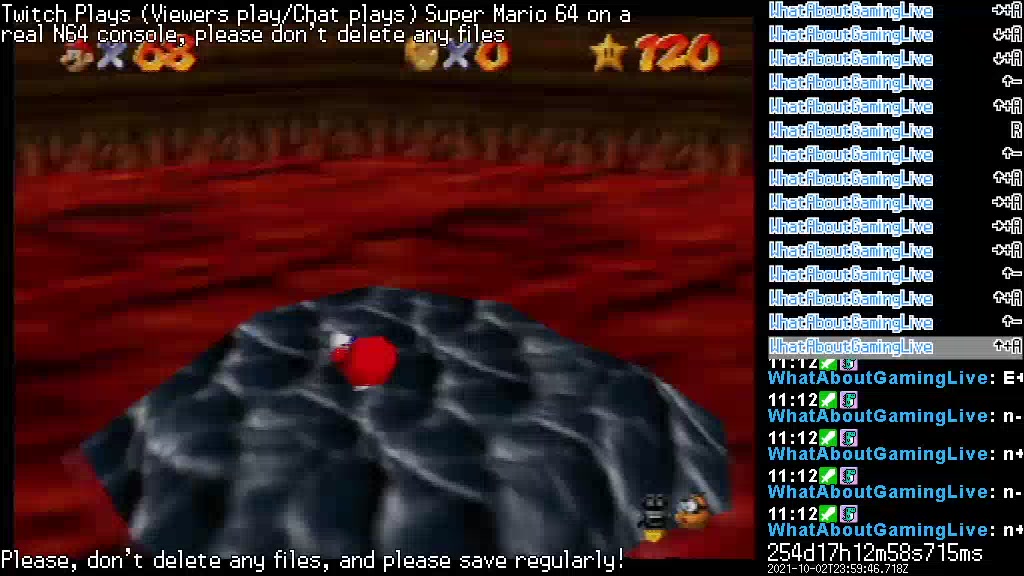 Twitch Plays (Viewers play/Chat plays) Super Mario 64 on a
real N64 console, please don't delete any files
×68 ×0 120
WhatAboutGamingLive →+A
WhatAboutGamingLive ↓+A
WhatAboutGamingLive ↓+A
WhatAboutGamingLive ↑-
WhatAboutGamingLive ↑+A
WhatAboutGamingLive R
WhatAboutGamingLive ↑-
WhatAboutGamingLive ↑+A
WhatAboutGamingLive →+A
WhatAboutGamingLive ↑+A
WhatAboutGamingLive →+A
WhatAboutGamingLive ↑-
WhatAboutGamingLive ↑+A
WhatAboutGamingLive ↑-
WhatAboutGamingLive ↑+A
11:12
WhatAboutGamingLive: E+
11:12
WhatAboutGamingLive: n-
11:12
WhatAboutGamingLive: n+
11:12
WhatAboutGamingLive: n-
11:12
WhatAboutGamingLive: n+
Please, don't delete any files, and please save regularly!
254d17h12m58s715ms
2021-10-02T23:59:46.718Z